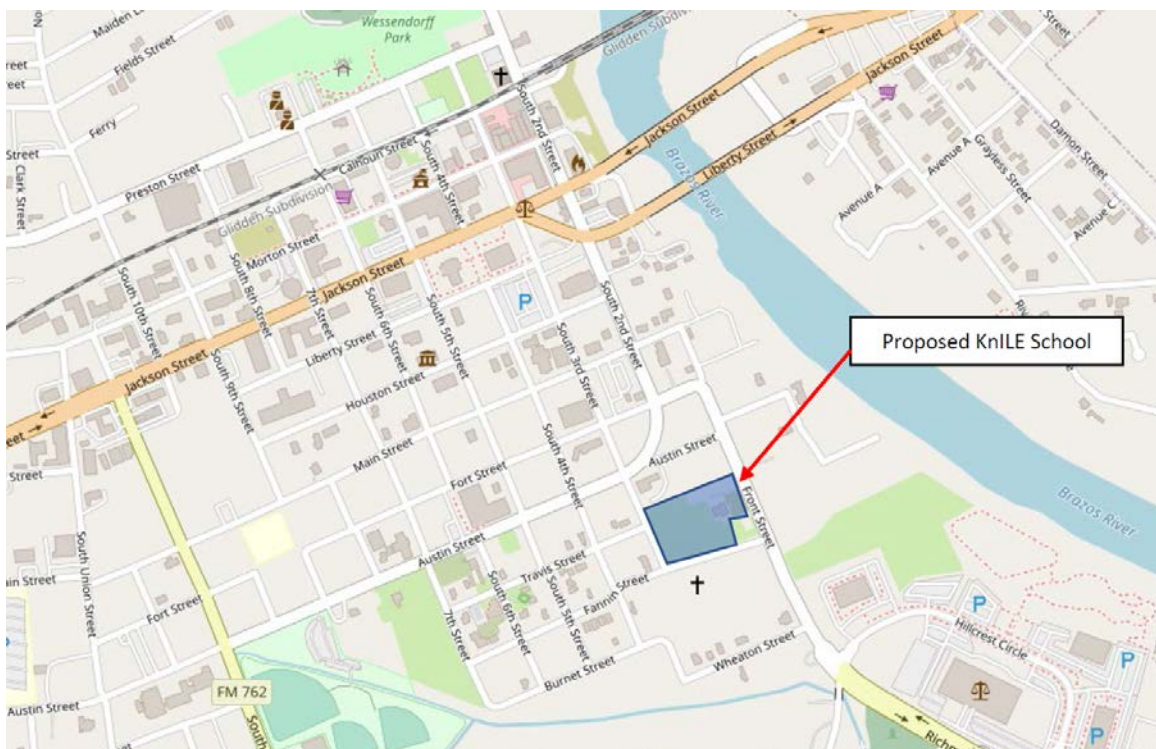 Wessendorff
Park
Maiden
Fields Street
Ferry
Clark Street
Preston Street
Calhoun Street
South 4th Street
South 2nd Street
Glidden Subdivision
Jackson Street
Jackson Street
Liberty Street
Brazos
River
Avenue A
Avenue A
Grayless Street
Damon Street
Avenue C
Glidden Subdivision
Morton Street
South 10th Street
South 8th Street
7th Street
South 6th Street
South 5th Street
Jackson Street
Liberty Street
Houston Street
P
South 3rd Street
South 2nd Street
Proposed KnILE School
Jackson Street
South 9th Street
Main Street
Fort Street
South 4th Street
Austin Street
Front Street
Brazos
River
South Union Street
Austin Street
Travis Street
Fannin Street
Main Street
Fort Street
7th Street
South 6th Street
South 5th Street
Burnet Street
Wheaton Street
Hillcrest Circle
P
P
P
P
FM 762
Austin Street
South